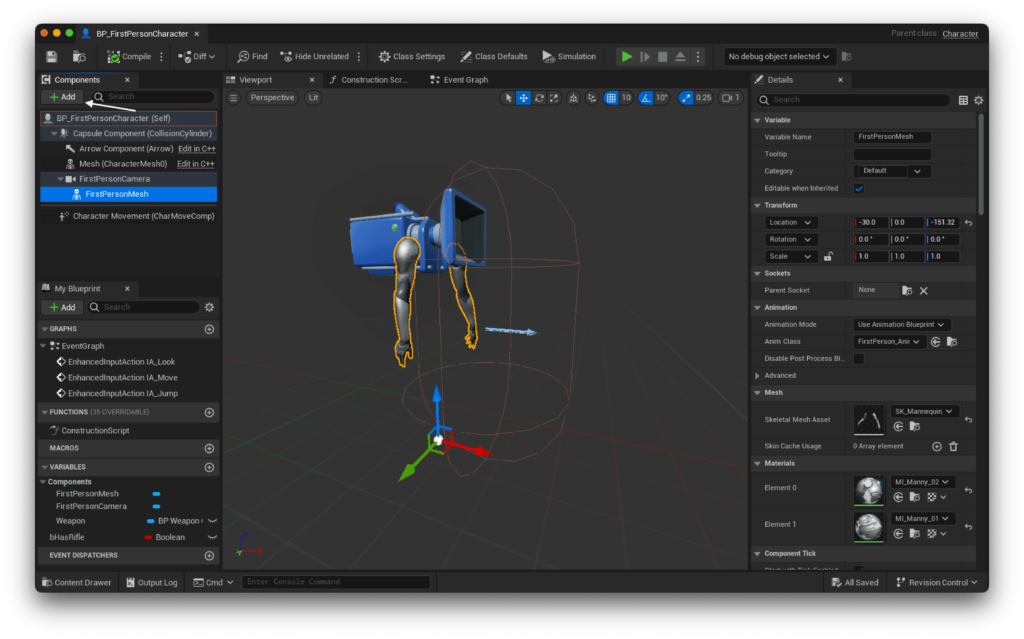 BP_FirstPersonCharacter ×
Parent class: Character
Compile
Diff
Find
Hide Unrelated
Class Settings
Class Defaults
Simulation
No debug object selected
Components ×
+ Add
Search
BP_FirstPersonCharacter (Self)
Capsule Component (CollisionCylinder)
Arrow Component (Arrow) Edit in C++
Mesh (CharacterMesh0) Edit in C++
FirstPersonCamera
FirstPersonMesh
Character Movement (CharMoveComp)
My Blueprint ×
+ Add
Search
GRAPHS
EventGraph
EnhancedInputAction IA_Look
EnhancedInputAction IA_Move
EnhancedInputAction IA_Jump
FUNCTIONS (35 OVERRIDABLE)
ConstructionScript
MACROS
VARIABLES
Components
FirstPersonMesh
FirstPersonCamera
Weapon BP Weapon
bHasRifle Boolean
EVENT DISPATCHERS
Viewport ×
Construction Scr...
Event Graph
Perspective
Lit
10
10°
0.25
1
Details ×
Search
Variable
Variable Name FirstPersonMesh
Tooltip
Category Default
Editable when Inherited
Transform
Location -30.0 0.0 -151.32
Rotation 0.0° 0.0° 0.0°
Scale 1.0 1.0 1.0
Sockets
Parent Socket None
Animation
Animation Mode Use Animation Blueprint
Anim Class FirstPerson_Anim
Disable Post Process Bl...
Advanced
Mesh
Skeletal Mesh Asset SK_Mannequin
Skin Cache Usage 0 Array element
Materials
Element 0 MI_Manny_02
Element 1 MI_Manny_01
Component Tick
Start with Tick Enabled
Content Drawer
Output Log
Cmd
Enter Console Command
All Saved
Revision Control